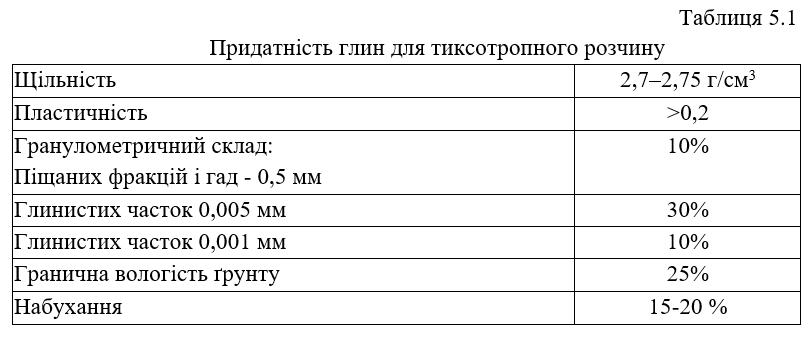 Таблиця 5.1
Придатність глин для тиксотропного розчину
Щільність 2,7–2,75 г/см³
Пластичність >0,2
Гранулометричний склад: 10%
Піщаних фракцій і гад - 0,5 мм
Глинистих часток 0,005 мм 30%
Глинистих часток 0,001 мм 10%
Гранична вологість ґрунту 25%
Набухання 15-20 %